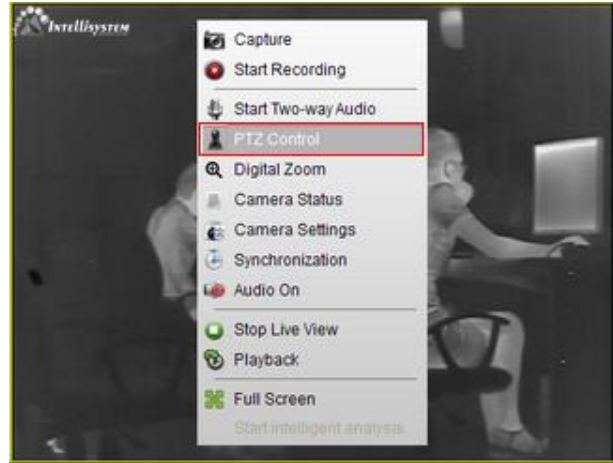 INTELLISYSTEM
Capture
Start Recording
Start Two-way Audio
PTZ Control
Digital Zoom
Camera Status
Camera Settings
Synchronization
Audio On
Stop Live View
Playback
Full Screen
Start intelligent analysis